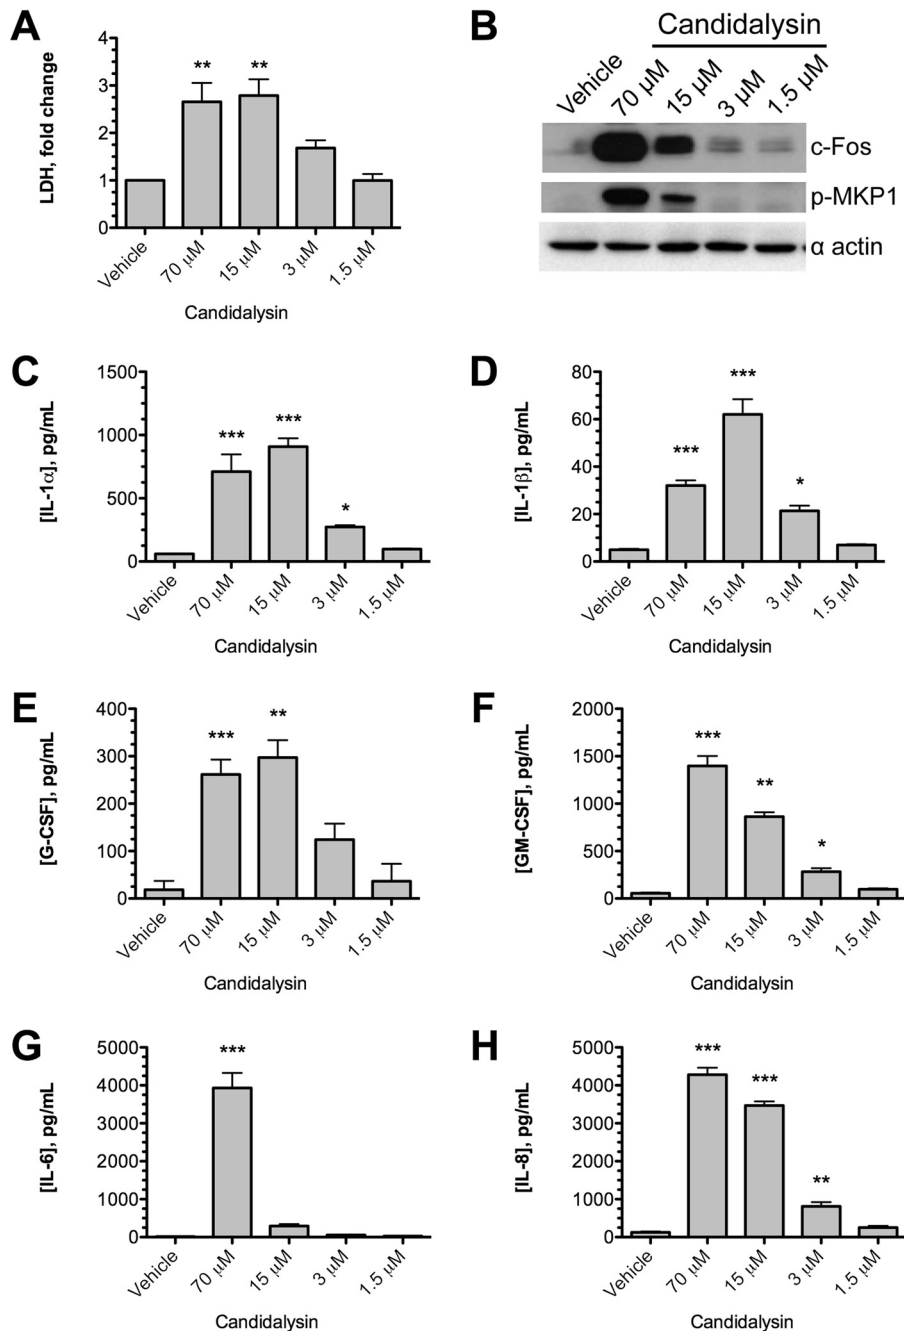 A
LDH, fold change
4
3
2
1
0
**
**
Vehicle
70 µM
15 µM
3 µM
1.5 µM
Candidalysin
B
Candidalysin
Vehicle
70 µM
15 µM
3 µM
1.5 µM
c-Fos
p-MKP1
α actin
C
[IL-1α], pg/mL
1500
1000
500
0
***
***
*
Vehicle
70 µM
15 µM
3 µM
1.5 µM
Candidalysin
D
[IL-1β], pg/mL
80
60
40
20
0
***
***
*
Vehicle
70 µM
15 µM
3 µM
1.5 µM
Candidalysin
E
[G-CSF], pg/mL
400
300
200
100
0
***
**
Vehicle
70 µM
15 µM
3 µM
1.5 µM
Candidalysin
F
[GM-CSF], pg/mL
2000
1500
1000
500
0
***
**
*
Vehicle
70 µM
15 µM
3 µM
1.5 µM
Candidalysin
G
[IL-6], pg/mL
5000
4000
3000
2000
1000
0
***
Vehicle
70 µM
15 µM
3 µM
1.5 µM
Candidalysin
H
[IL-8], pg/mL
5000
4000
3000
2000
1000
0
***
***
**
Vehicle
70 µM
15 µM
3 µM
1.5 µM
Candidalysin